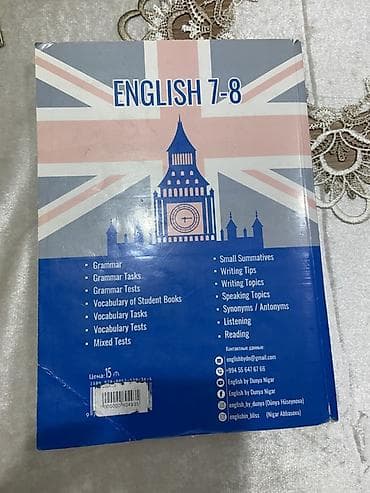 ENGLISH 7-8
• Grammar
• Grammar Tasks
• Grammar Tests
• Vocabulary of Student Books
• Vocabulary Tasks
• Vocabulary Tests
• Mixed Tests
• Small Summatives
• Writing Tips
• Writing Topics
• Speaking Topics
• Synonyms / Antonyms
• Listening
• Reading
Контактные данные:
englishbydn@gmail.com
+994 55 647 67 66
English by Dunya Nigar
English by Dunya Nigar
english_by_dunya (Dünya Hüseynova)
englishin_bliss (Nigar Abbasova)
Цена: 15 ₼